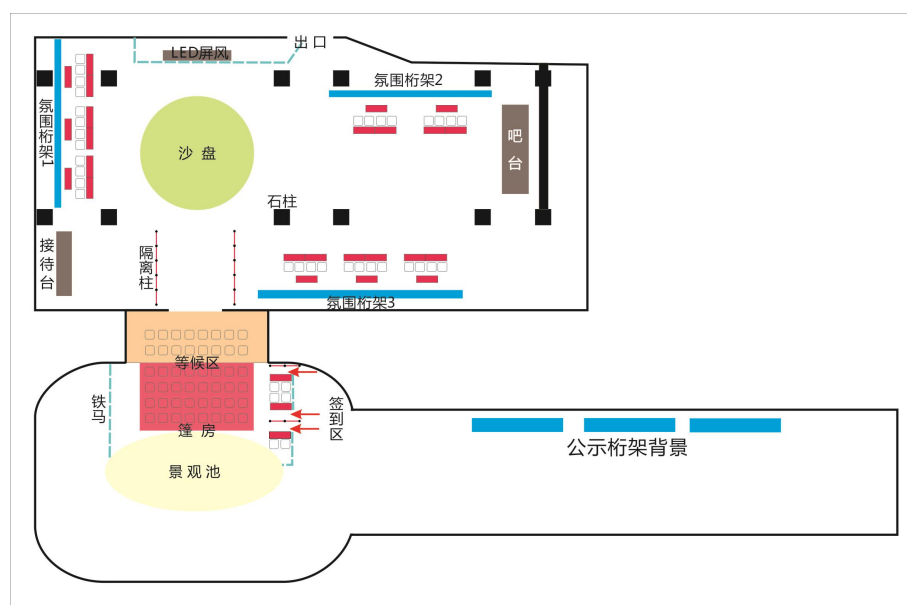 出口
LED屏风
氛围桁架1
氛围桁架2
沙盘
吧台
石柱
接待台
隔离柱
氛围桁架3
等候区
铁马
签到区
篷房
景观池
公示桁架背景